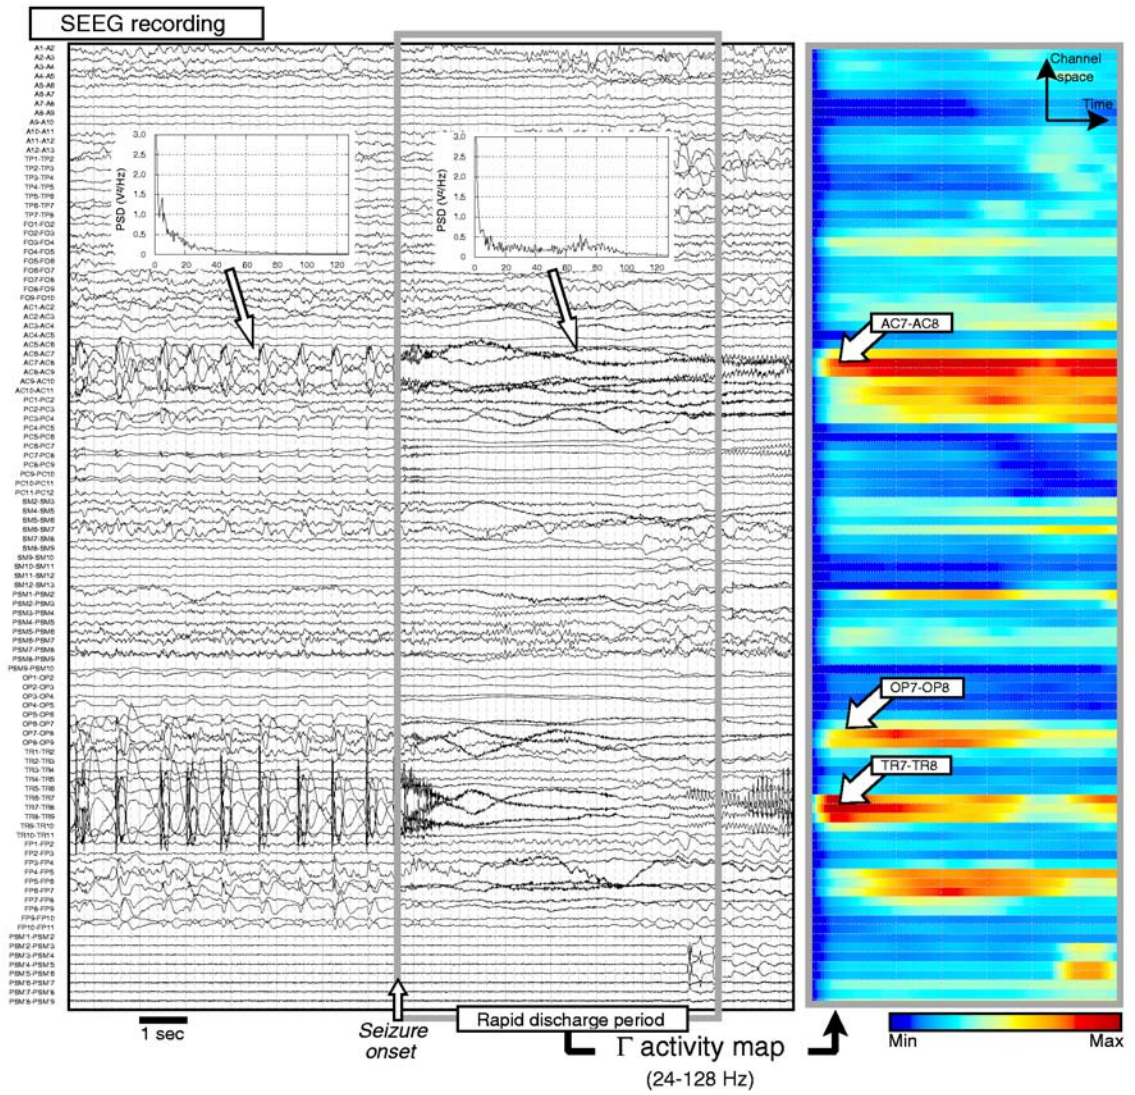 SEEG recording
A1-A2
A2-A3
A3-A4
A4-A5
A5-A6
A6-A7
A7-A8
A8-A9
A9-A10
A10-A11
A11-A12
A12-A13
TP1-TP2
TP2-TP3
TP3-TP4
TP4-TP5
TP5-TP6
TP6-TP7
TP7-TP8
FO1-FO2
FO2-FO3
FO3-FO4
FO4-FO5
FO5-FO6
FO6-FO7
FO7-FO8
FO8-FO9
FO9-FO10
AC1-AC2
AC2-AC3
AC3-AC4
AC4-AC5
AC5-AC6
AC6-AC7
AC7-AC8
AC8-AC9
AC9-AC10
AC10-AC11
PC1-PC2
PC2-PC3
PC3-PC4
PC4-PC5
PC5-PC6
PC6-PC7
PC7-PC8
PC8-PC9
PC9-PC10
PC10-PC11
PC11-PC12
SM2-SM3
SM4-SM5
SM5-SM6
SM6-SM7
SM7-SM8
SM8-SM9
SM9-SM10
SM10-SM11
SM11-SM12
SM12-SM13
PSM1-PSM2
PSM2-PSM3
PSM3-PSM4
PSM4-PSM5
PSM5-PSM6
PSM6-PSM7
PSM7-PSM8
PSM8-PSM9
PSM9-PSM10
OP1-OP2
OP2-OP3
OP3-OP4
OP4-OP5
OP5-OP6
OP6-OP7
OP7-OP8
OP8-OP9
TR1-TR2
TR2-TR3
TR3-TR4
TR4-TR5
TR5-TR6
TR6-TR7
TR7-TR8
TR8-TR9
TR9-TR10
TR10-TR11
FP1-FP2
FP2-FP3
FP3-FP4
FP4-FP5
FP5-FP6
FP6-FP7
FP7-FP8
FP8-FP9
FP9-FP10
FP10-FP11
PSM'1-PSM'2
PSM'2-PSM'3
PSM'3-PSM'4
PSM'4-PSM'5
PSM'5-PSM'6
PSM'6-PSM'7
PSM'7-PSM'8
PSM'8-PSM'9
PSD (V²/Hz)
3,0
2,5
2,0
1,5
1,0
0,5
0
0 20 40 60 80 100 120
PSD (V²/Hz)
3,0
2,5
2,0
1,5
1,0
0,5
0
0 20 40 60 80 100 120
Channel
space
Time
AC7-AC8
OP7-OP8
TR7-TR8
1 sec
Seizure
onset
Rapid discharge period
Γ activity map
(24-128 Hz)
Min
Max